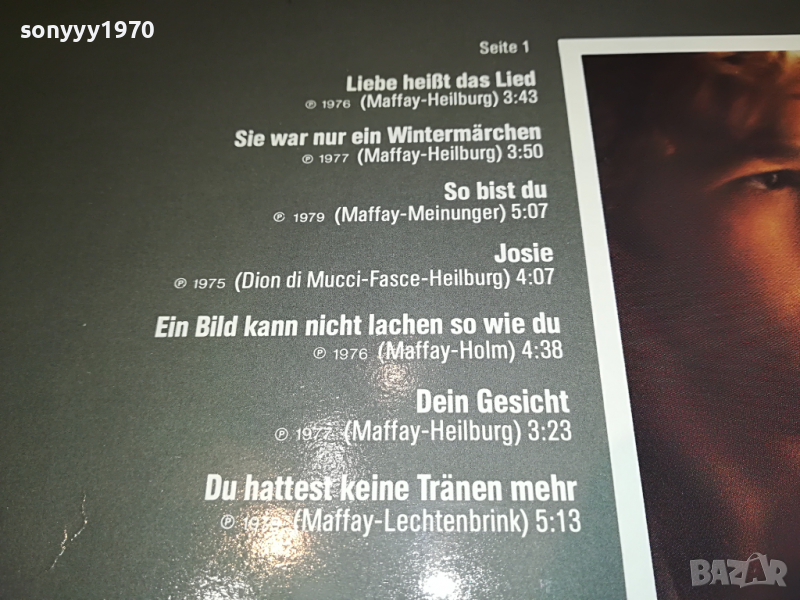 sonyyy1970
Seite 1
Liebe heißt das Lied
℗ 1976 (Maffay-Heilburg) 3:43
Sie war nur ein Wintermärchen
℗ 1977 (Maffay-Heilburg) 3:50
So bist du
℗ 1979 (Maffay-Meinunger) 5:07
Josie
℗ 1975 (Dion di Mucci-Fasce-Heilburg) 4:07
Ein Bild kann nicht lachen so wie du
℗ 1976 (Maffay-Holm) 4:38
Dein Gesicht
℗ 1977 (Maffay-Heilburg) 3:23
Du hattest keine Tränen mehr
℗ (Maffay-Lechtenbrink) 5:13
BAZAR